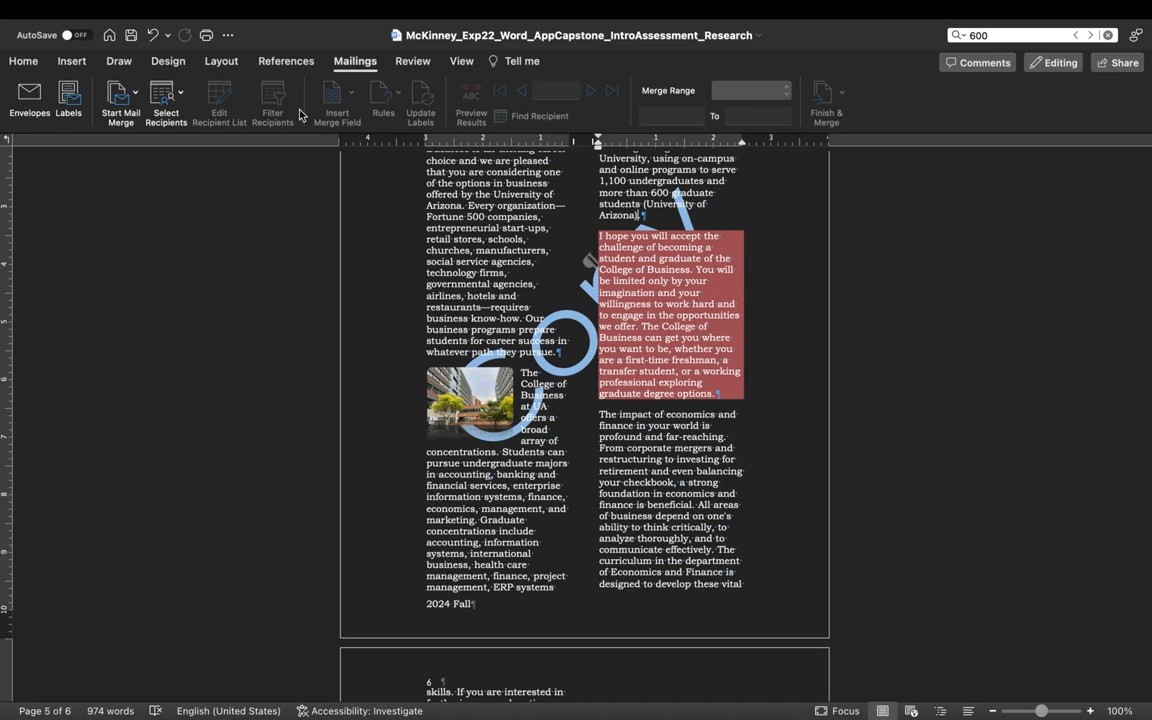 AutoSave OFF
McKinney_Exp22_Word_AppCapstone_IntroAssessment_Research
600
Home Insert Draw Design Layout References Mailings Review View Tell me
Comments Editing Share
Envelopes
Labels
Start Mail
Merge
Select
Recipients
Edit
Recipient List
Filter
Recipients
Insert
Merge Field
Rules
Update
Labels
ABC
Preview
Results
Find Recipient
Merge Range
To
Finish &
Merge
4 3 2 1 1 2 3
3
4
5
6
7
8
9
10
choice and we are pleased
that you are considering one
of the options in business
offered by the University of
Arizona. Every organization—
Fortune 500 companies,
entrepreneurial start-ups,
retail stores, schools,
churches, manufacturers,
social service agencies,
technology firms,
governmental agencies,
airlines, hotels and
restaurants—requires
business know-how. Our
business programs prepare
students for career success in
whatever path they pursue.¶
The
College of
Business
at UA
offers a
broad
array of
concentrations. Students can
pursue undergraduate majors
in accounting, banking and
financial services, enterprise
information systems, finance,
economics, management, and
marketing. Graduate
concentrations include
accounting, information
systems, international
business, health care
management, finance, project
management, ERP systems
2024 Fall¶
University, using on-campus
and online programs to serve
1,100 undergraduates and
more than 600 graduate
students (University of
Arizona).¶
I hope you will accept the
challenge of becoming a
student and graduate of the
College of Business. You will
be limited only by your
imagination and your
willingness to work hard and
to engage in the opportunities
we offer. The College of
Business can get you where
you want to be, whether you
are a first-time freshman, a
transfer student, or a working
professional exploring
graduate degree options.¶
The impact of economics and
finance in your world is
profound and far-reaching.
From corporate mergers and
restructuring to investing for
retirement and even balancing
your checkbook, a strong
foundation in economics and
finance is beneficial. All areas
of business depend on one's
ability to think critically, to
analyze thoroughly, and to
communicate effectively. The
curriculum in the department
of Economics and Finance is
designed to develop these vital
6 ¶
skills. If you are interested in
Page 5 of 6 974 words English (United States) Accessibility: Investigate Focus 100%